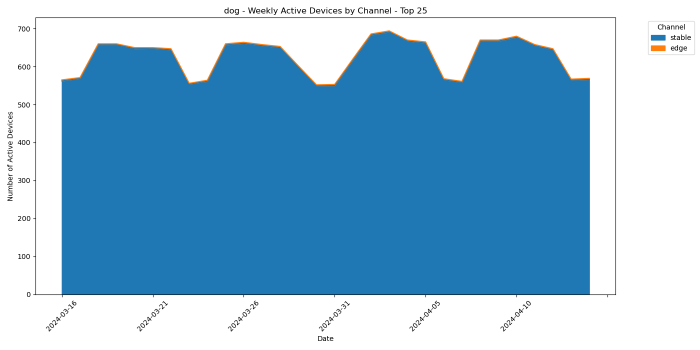 dog - Weekly Active Devices by Channel - Top 25
Channel
stable
edge
Number of Active Devices
700
600
500
400
300
200
100
0
2024-03-16
2024-03-21
2024-03-26
2024-03-31
2024-04-05
2024-04-10
Date